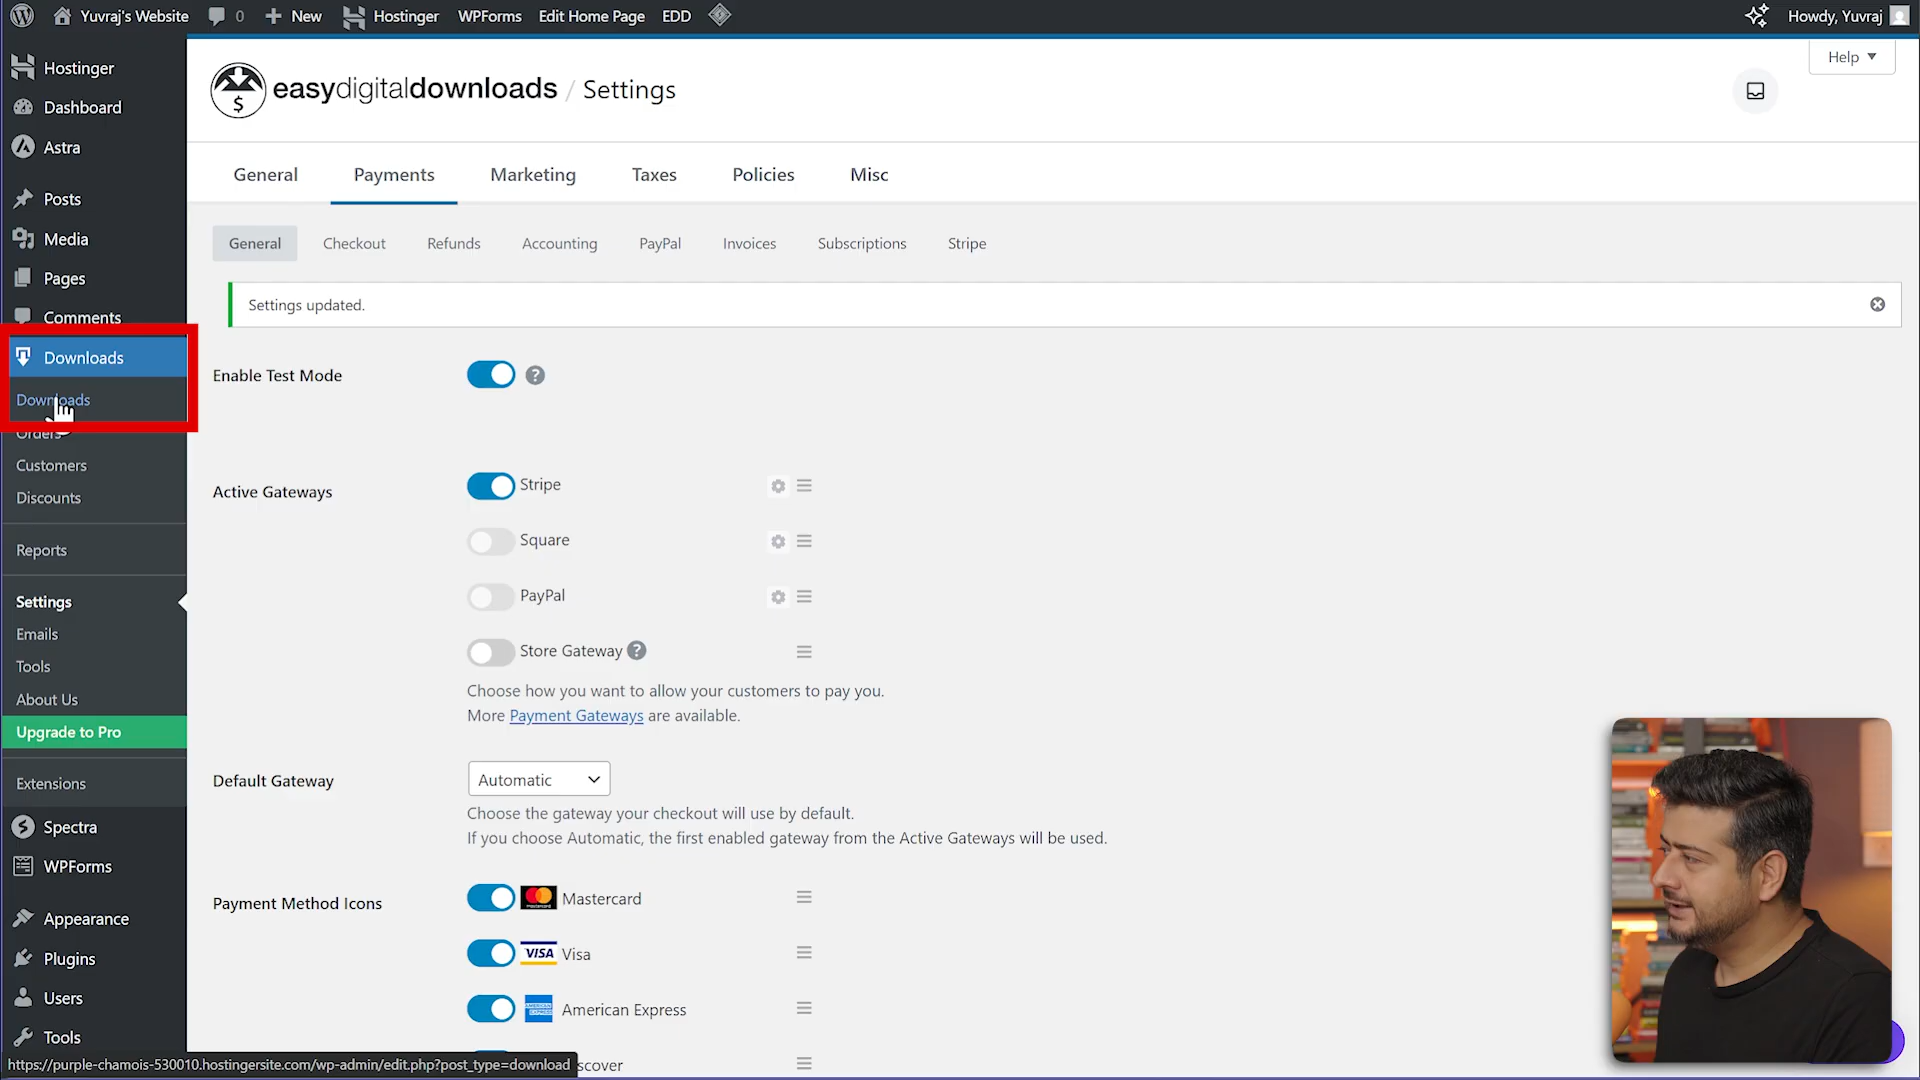 Yuvraj's Website
0
New
Hostinger
WPForms
Edit Home Page
EDD
Howdy, Yuvraj
Hostinger
Dashboard
Astra
Posts
Media
Pages
Comments
Downloads
Downloads
Orders
Customers
Discounts
Reports
Settings
Emails
Tools
About Us
Upgrade to Pro
Extensions
Spectra
WPForms
Appearance
Plugins
Users
Tools
easydigitaldownloads / Settings
Help
General
Payments
Marketing
Taxes
Policies
Misc
General
Checkout
Refunds
Accounting
PayPal
Invoices
Subscriptions
Stripe
Settings updated.
Enable Test Mode
?
Active Gateways
Stripe
Square
PayPal
Store Gateway ?
Choose how you want to allow your customers to pay you.
More Payment Gateways are available.
Default Gateway
Automatic
Choose the gateway your checkout will use by default.
If you choose Automatic, the first enabled gateway from the Active Gateways will be used.
Payment Method Icons
mastercard Mastercard
VISA Visa
AMERICAN EXPRESS American Express
scover
https://purple-chamois-530010.hostingersite.com/wp-admin/edit.php?post_type=download